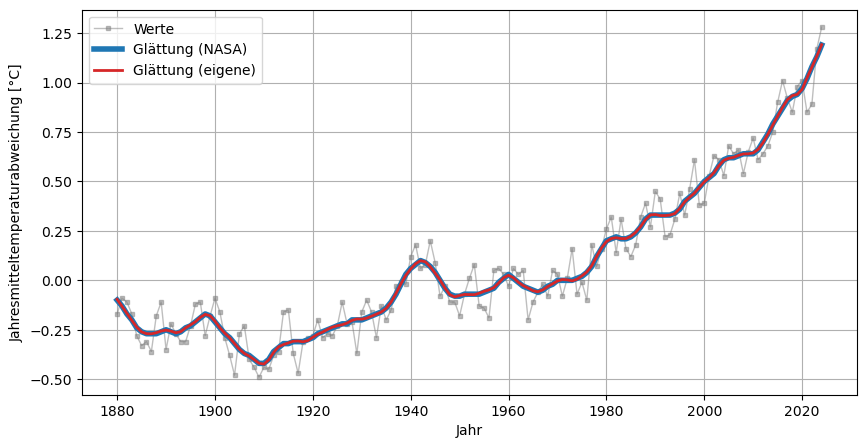 Werte
Glättung (NASA)
Glättung (eigene)
Jahresmitteltemperaturabweichung [°C]
1.25
1.00
0.75
0.50
0.25
0.00
−0.25
−0.50
1880 1900 1920 1940 1960 1980 2000 2020
Jahr